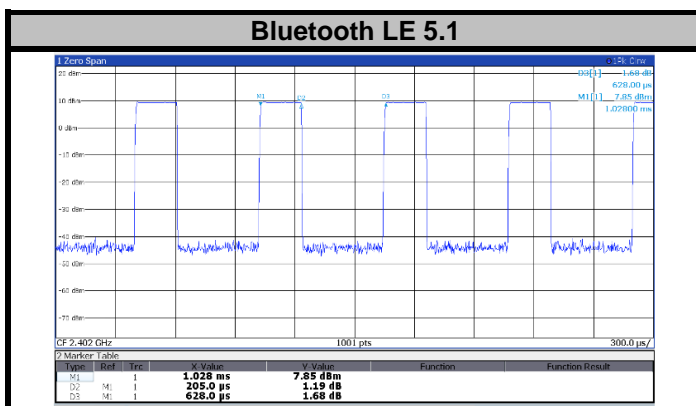 Bluetooth LE 5.1
1 Zero Span
1Pk Clrw
20 dBm
D3[1] 1.68 dB
628.00 µs
M1[1] 7.85 dBm
1.02800 ms
10 dBm
M1
D2
D3
0 dBm
-10 dBm
-20 dBm
-30 dBm
-40 dBm
-50 dBm
-60 dBm
-70 dBm
CF 2.402 GHz 1001 pts 300.0 µs/
2 Marker Table
Type Ref Trc X-Value Y-Value Function Function Result
M1 1 1.028 ms 7.85 dBm
D2 M1 1 205.0 µs 1.19 dB
D3 M1 1 628.0 µs 1.68 dB